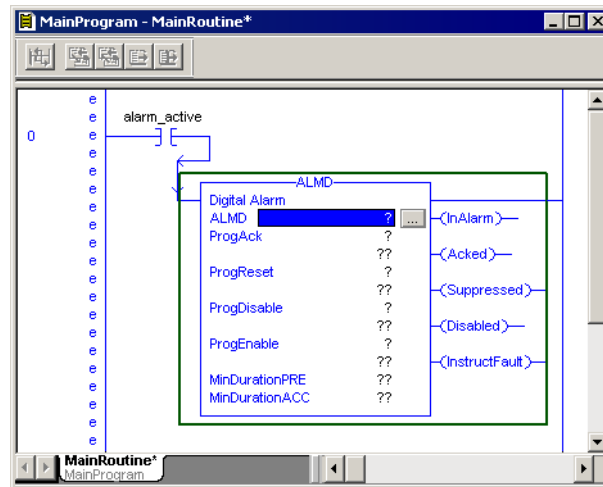 MainProgram - MainRoutine*
e
e
alarm_active
0
e
e
e
ALMD
e
Digital Alarm
e
ALMD ? ... (InAlarm)
e
ProgAck ?
e
?? (Acked)
e
ProgReset ?
e
?? (Suppressed)
e
ProgDisable ?
e
?? (Disabled)
e
ProgEnable ?
e
?? (InstructFault)
e
MinDurationPRE ??
e
MinDurationACC ??
e
e
e
e
e
e
MainRoutine*
MainProgram